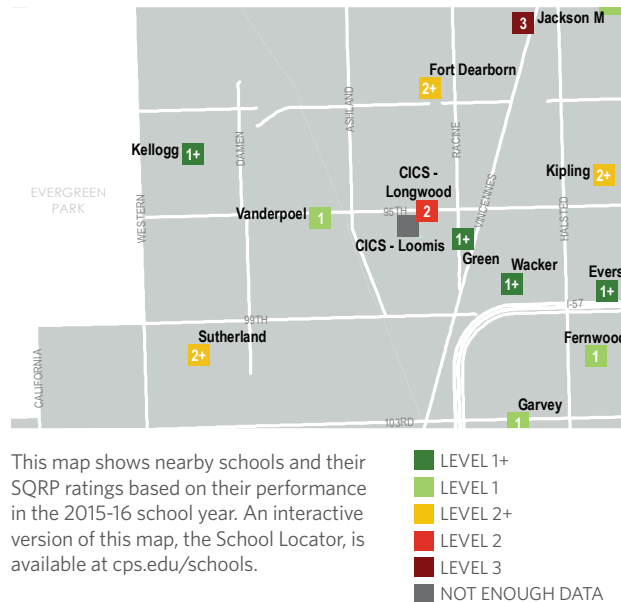 3 Jackson M
Fort Dearborn
2+
ASHLAND
DAMEN
RACINE
Kellogg 1+
CICS -
Longwood
Kipling 2+
EVERGREEN
PARK
WESTERN
VINCENNES
HALSTED
Vanderpoel 1
95TH
2
CICS - Loomis
1+
Green
Wacker
1+
Evers
1+
I-57
99TH
Sutherland
2+
Fernwood
1
CALIFORNIA
Garvey
1
103RD
This map shows nearby schools and their
SQRP ratings based on their performance
in the 2015-16 school year. An interactive
version of this map, the School Locator, is
available at cps.edu/schools.
LEVEL 1+
LEVEL 1
LEVEL 2+
LEVEL 2
LEVEL 3
NOT ENOUGH DATA